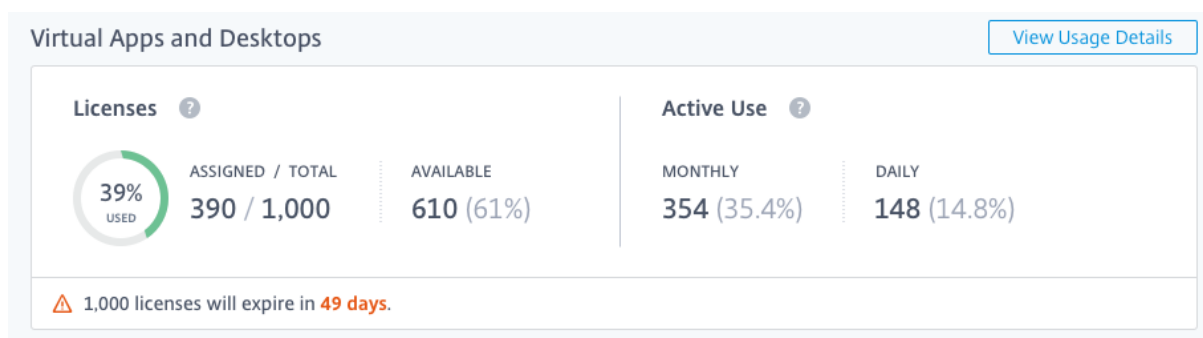 Virtual Apps and Desktops
View Usage Details
Licenses ?
39%
USED
ASSIGNED / TOTAL
390 / 1,000
AVAILABLE
610 (61%)
Active Use ?
MONTHLY
354 (35.4%)
DAILY
148 (14.8%)
1,000 licenses will expire in 49 days.